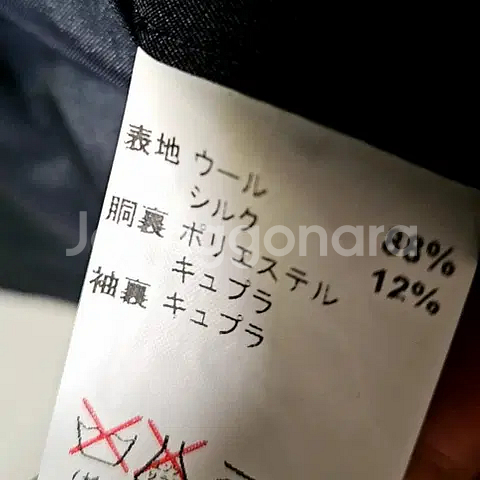 表地 ウール 88%
シルク 12%
胴裏 ポリエステル
キュプラ
袖裏 キュプラ